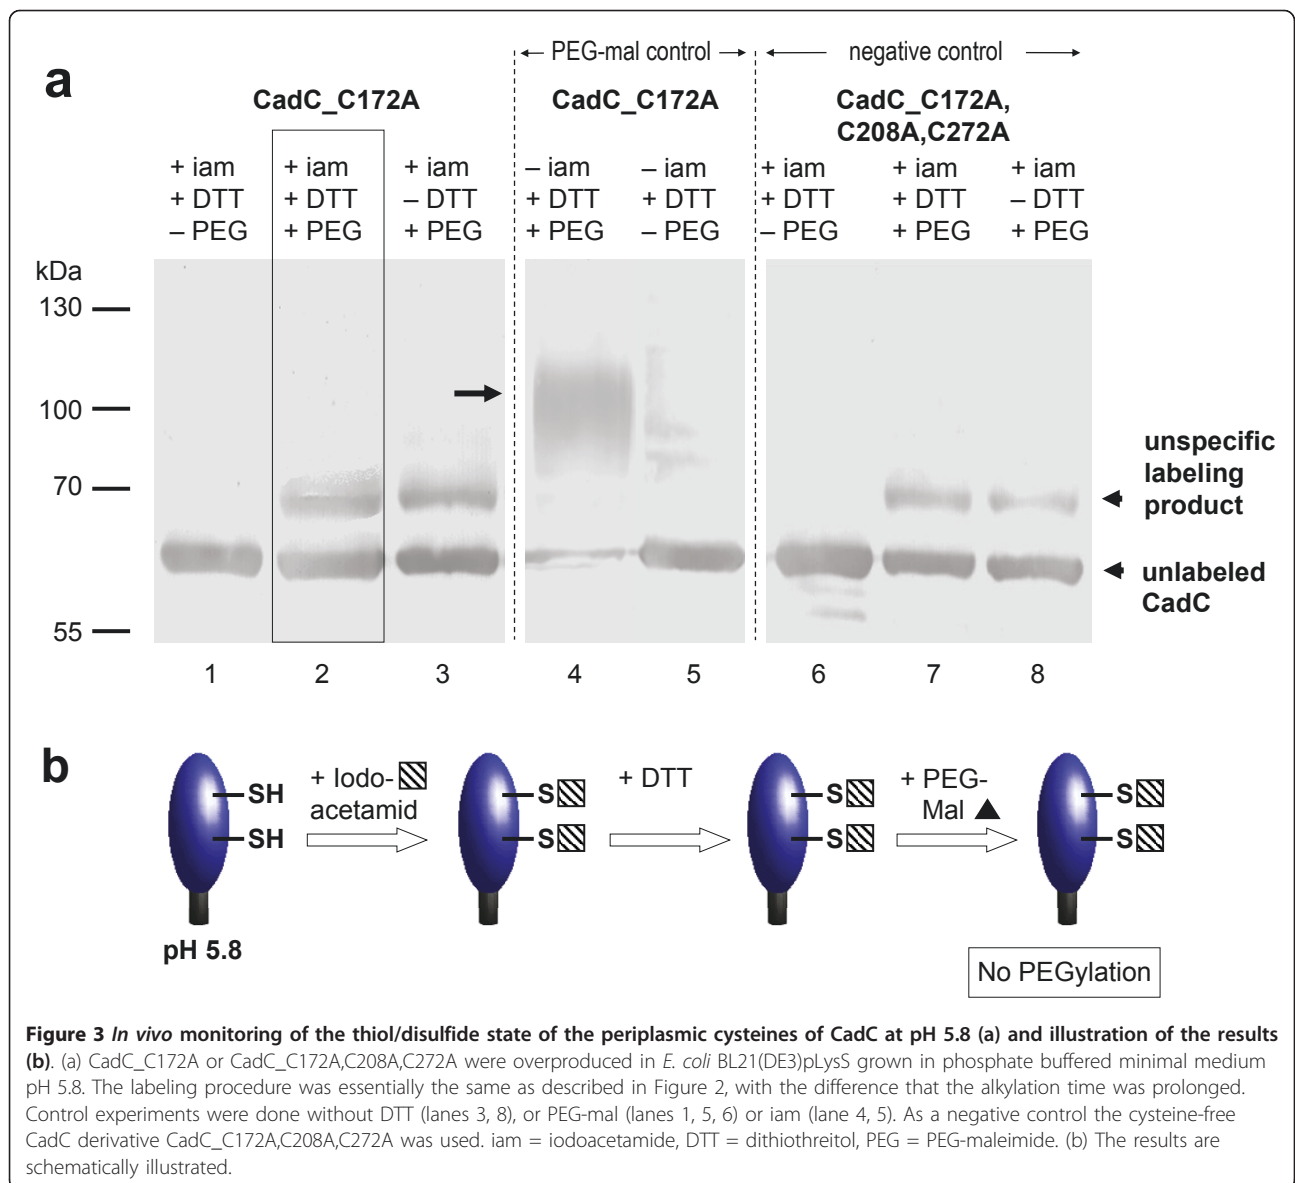 a
← PEG-mal control →
← negative control →
CadC_C172A
CadC_C172A
CadC_C172A,
C208A,C272A
+ iam
+ DTT
– PEG
+ iam
+ DTT
+ PEG
+ iam
– DTT
+ PEG
– iam
+ DTT
+ PEG
– iam
+ DTT
– PEG
+ iam
+ DTT
– PEG
+ iam
+ DTT
+ PEG
+ iam
– DTT
+ PEG
kDa
130
100
70
55
unspecific
labeling
product
unlabeled
CadC
1 2 3 4 5 6 7 8
b
SH
SH
pH 5.8
+ Iodo-
acetamid
S
S
+ DTT
S
S
+ PEG-
Mal
S
S
No PEGylation
Figure 3 In vivo monitoring of the thiol/disulfide state of the periplasmic cysteines of CadC at pH 5.8 (a) and illustration of the results
(b). (a) CadC_C172A or CadC_C172A,C208A,C272A were overproduced in E. coli BL21(DE3)pLysS grown in phosphate buffered minimal medium
pH 5.8. The labeling procedure was essentially the same as described in Figure 2, with the difference that the alkylation time was prolonged.
Control experiments were done without DTT (lanes 3, 8), or PEG-mal (lanes 1, 5, 6) or iam (lane 4, 5). As a negative control the cysteine-free
CadC derivative CadC_C172A,C208A,C272A was used. iam = iodoacetamide, DTT = dithiothreitol, PEG = PEG-maleimide. (b) The results are
schematically illustrated.